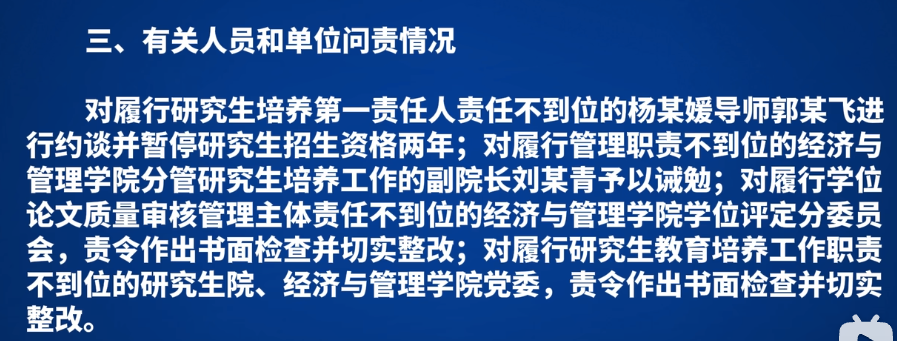 三、有关人员和单位问责情况
对履行研究生培养第一责任人责任不到位的杨某媛导师郭某飞进
行约谈并暂停研究生招生资格两年；对履行管理职责不到位的经济与
管理学院分管研究生培养工作的副院长刘某青予以诫勉；对履行学位
论文质量审核管理主体责任不到位的经济与管理学院学位评定分委员
会，责令作出书面检查并切实整改；对履行研究生教育培养工作职责
不到位的研究生院、经济与管理学院党委，责令作出书面检查并切实
整改。